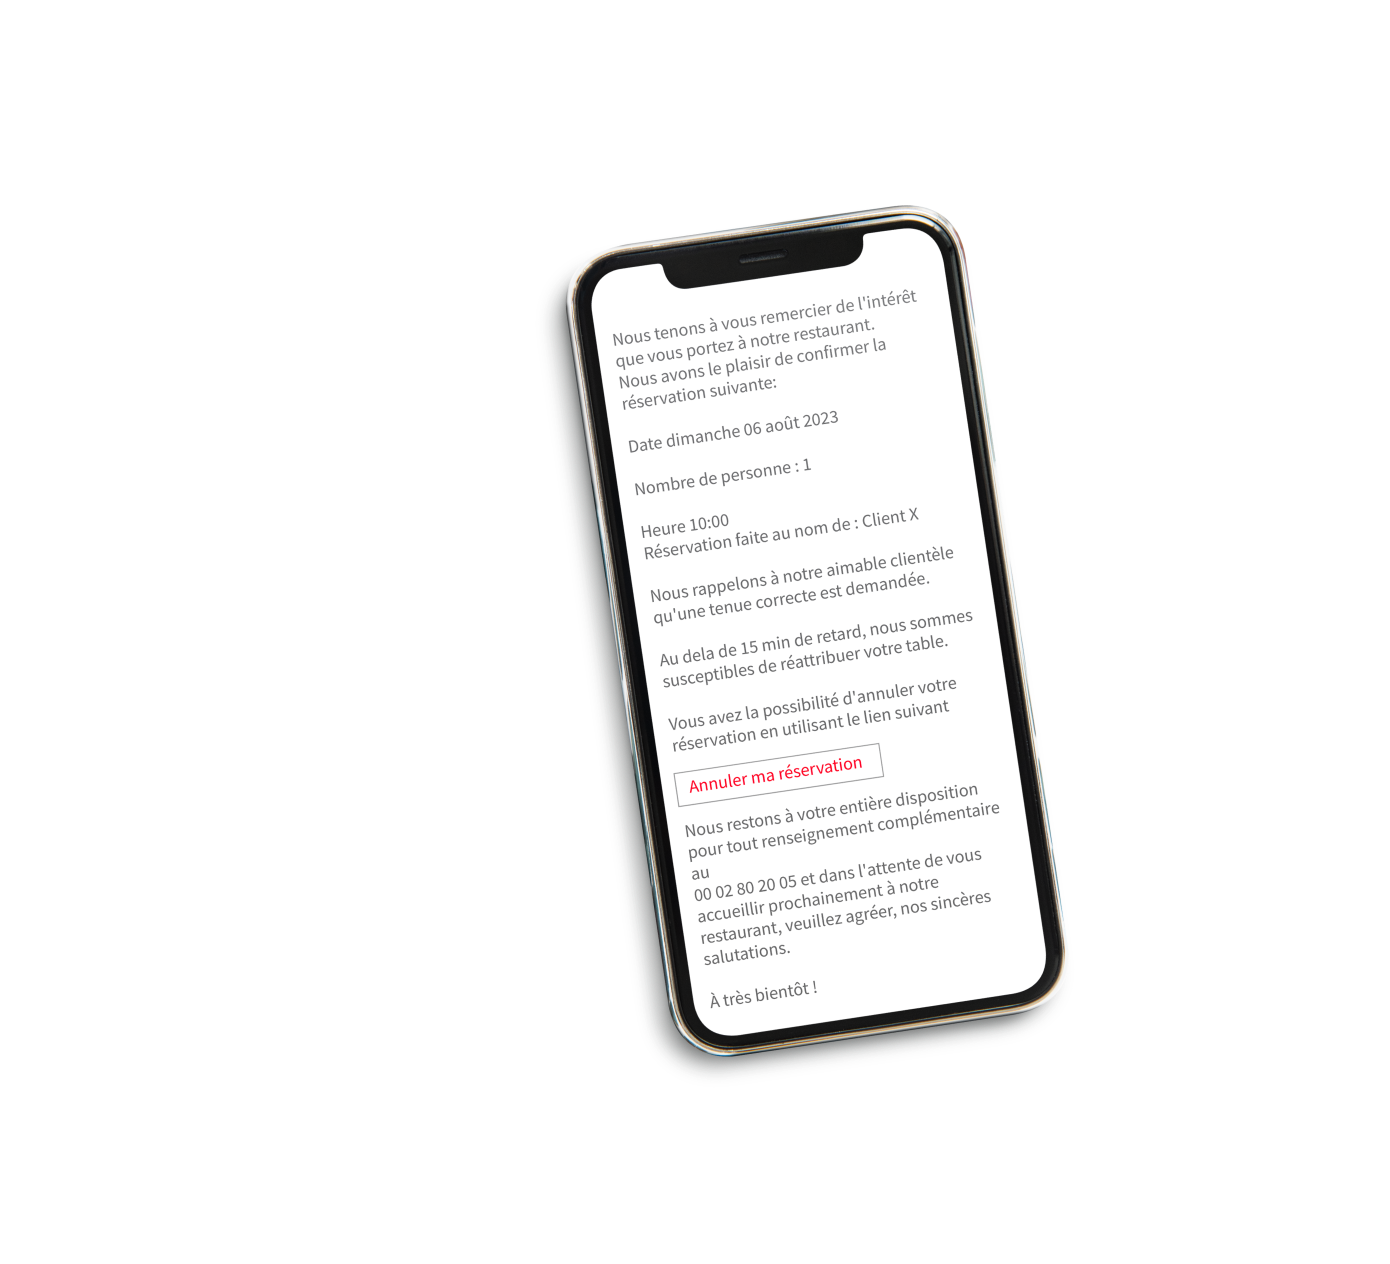 Nous tenons à vous remercier de l'intérêt
que vous portez à notre restaurant.
Nous avons le plaisir de confirmer la
réservation suivante:
Date dimanche 06 août 2023
Nombre de personne : 1
Heure 10:00
Réservation faite au nom de : Client X
Nous rappelons à notre aimable clientèle
qu'une tenue correcte est demandée.
Au dela de 15 min de retard, nous sommes
susceptibles de réattribuer votre table.
Vous avez la possibilité d'annuler votre
réservation en utilisant le lien suivant
Annuler ma réservation
Nous restons à votre entière disposition
pour tout renseignement complémentaire
au
00 02 80 20 05 et dans l'attente de vous
accueillir prochainement à notre
restaurant, veuillez agréer, nos sincères
salutations.
À très bientôt !